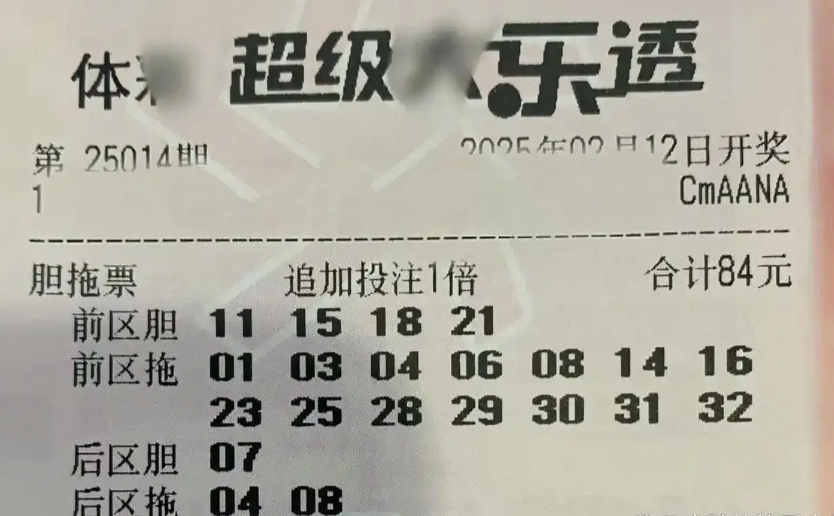 体 超级 乐透
第 25014期 2025年02月12日开奖
1 CmAANA
胆拖票 追加投注1倍 合计84元
前区胆 11 15 18 21
前区拖 01 03 04 06 08 14 16
23 25 28 29 30 31 32
后区胆 07
后区拖 04 08